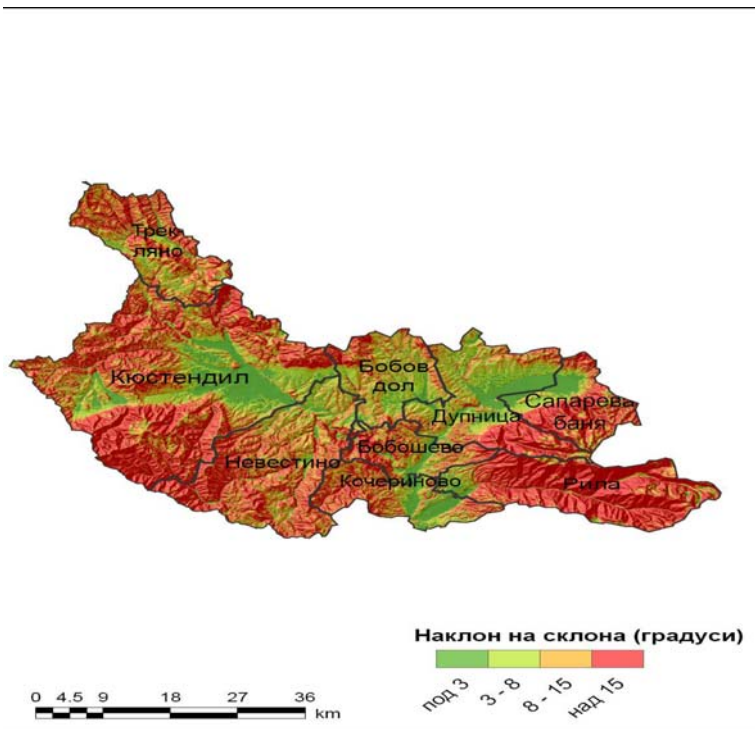 Трек
ляно
Кюстендил
Бобов
дол
Дупница
Сапарева
баня
Бобошево
Невестино
Кочериново
Рила
Наклон на склона (градуси)
под 3
3 - 8
8 - 15
над 15
0 4.5 9 18 27 36
km